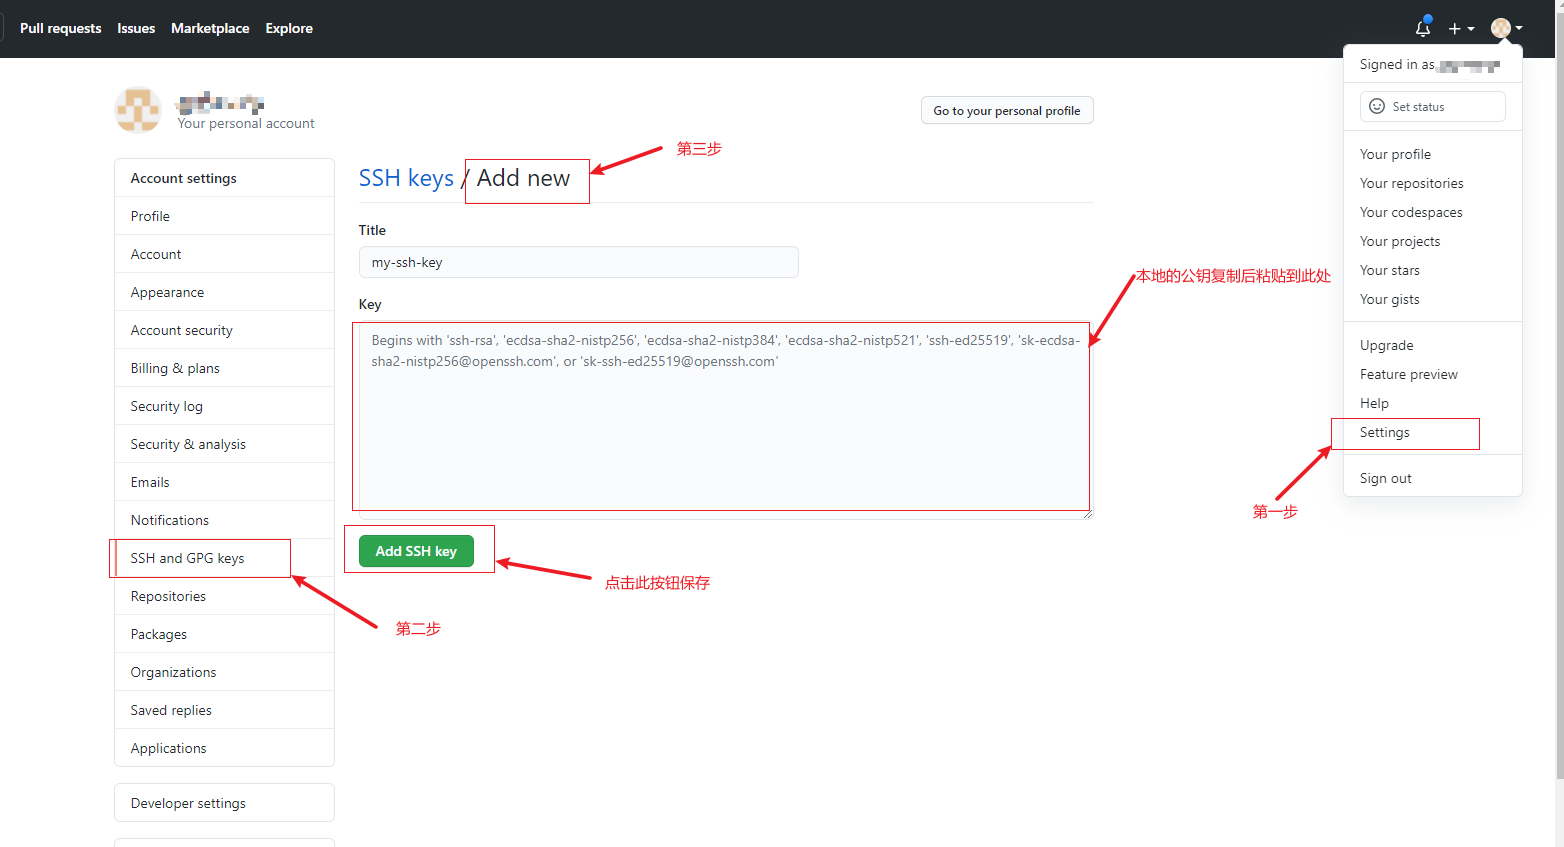 Pull requests
Issues
Marketplace
Explore
Signed in as
Set status
Your profile
Your repositories
Your codespaces
Your projects
Your stars
Your gists
Upgrade
Feature preview
Help
Settings
Sign out
第一步
Your personal account
Go to your personal profile
Account settings
Profile
Account
Appearance
Account security
Billing & plans
Security log
Security & analysis
Emails
Notifications
SSH and GPG keys
Repositories
Packages
Organizations
Saved replies
Applications
Developer settings
第二步
SSH keys / Add new
第三步
Title
my-ssh-key
Key
本地的公钥复制后粘贴到此处
Begins with 'ssh-rsa', 'ecdsa-sha2-nistp256', 'ecdsa-sha2-nistp384', 'ecdsa-sha2-nistp521', 'ssh-ed25519', 'sk-ecdsa-
sha2-nistp256@openssh.com', or 'sk-ssh-ed25519@openssh.com'
Add SSH key
点击此按钮保存